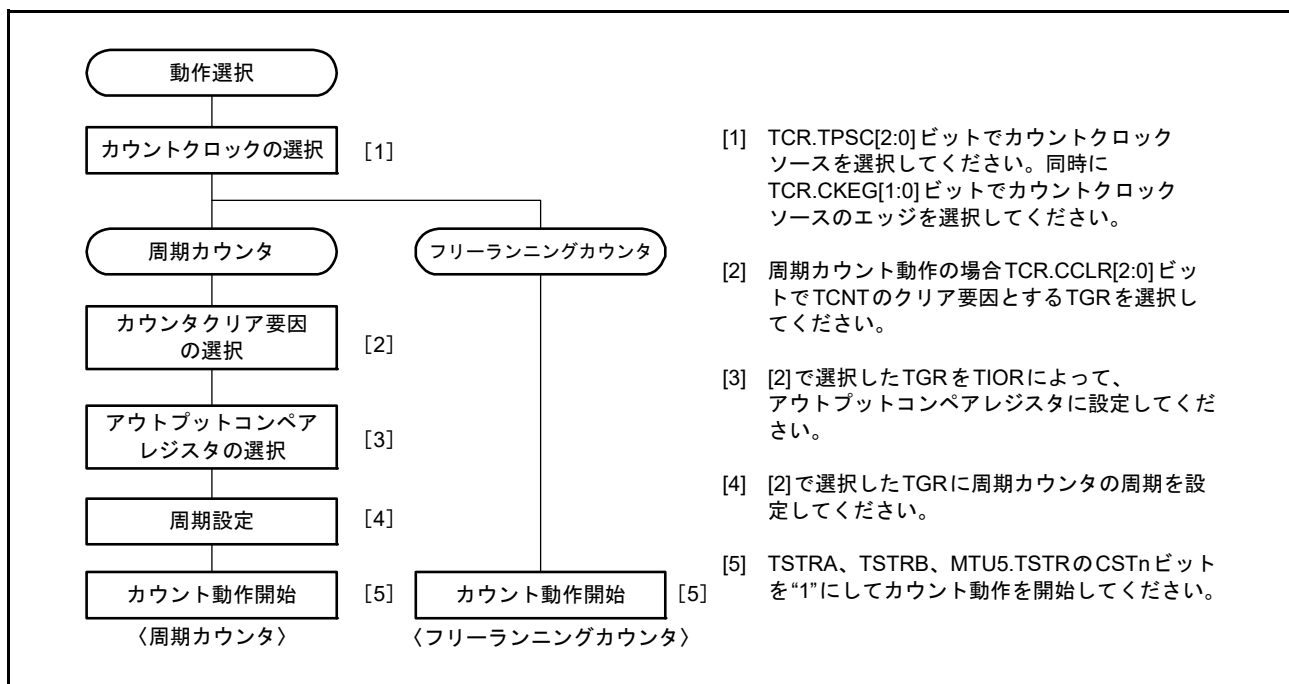 動作選択
カウントクロックの選択 [1]
周期カウンタ
フリーランニングカウンタ
カウンタクリア要因
の選択 [2]
アウトプットコンペア
レジスタの選択 [3]
周期設定 [4]
カウント動作開始 [5]
カウント動作開始 [5]
〈周期カウンタ〉
〈フリーランニングカウンタ〉
[1] TCR.TPSC[2:0]ビットでカウントクロック
ソースを選択してください。同時に
TCR.CKEG[1:0]ビットでカウントクロック
ソースのエッジを選択してください。
[2] 周期カウント動作の場合TCR.CCLR[2:0]ビッ
トでTCNTのクリア要因とするTGRを選択し
てください。
[3] [2]で選択したTGRをTIORによって、
アウトプットコンペアレジスタに設定してくだ
さい。
[4] [2]で選択したTGRに周期カウンタの周期を設
定してください。
[5] TSTRA、TSTRB、MTU5.TSTRのCSTnビット
を“1”にしてカウント動作を開始してください。